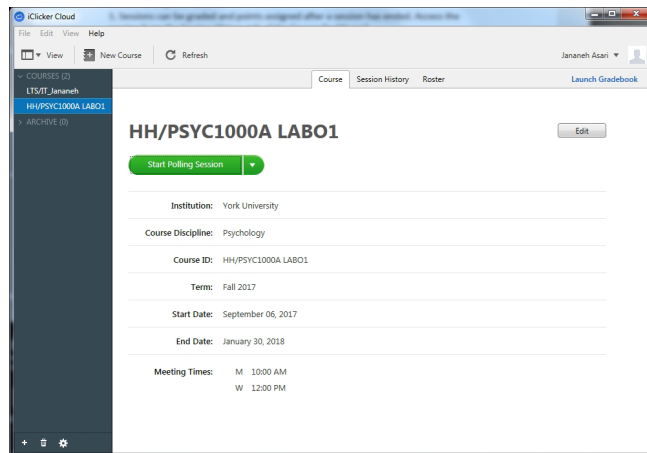 iClicker Cloud
File Edit View Help
View New Course Refresh Jananeh Asari
COURSES (2)
LTS/IT_Jananeh
HH/PSYC1000A LABO1
ARCHIVE (0)
Course Session History Roster Launch Gradebook
HH/PSYC1000A LABO1 Edit
Start Polling Session
Institution: York University
Course Discipline: Psychology
Course ID: HH/PSYC1000A LABO1
Term: Fall 2017
Start Date: September 06, 2017
End Date: January 30, 2018
Meeting Times: M 10:00 AM
W 12:00 PM